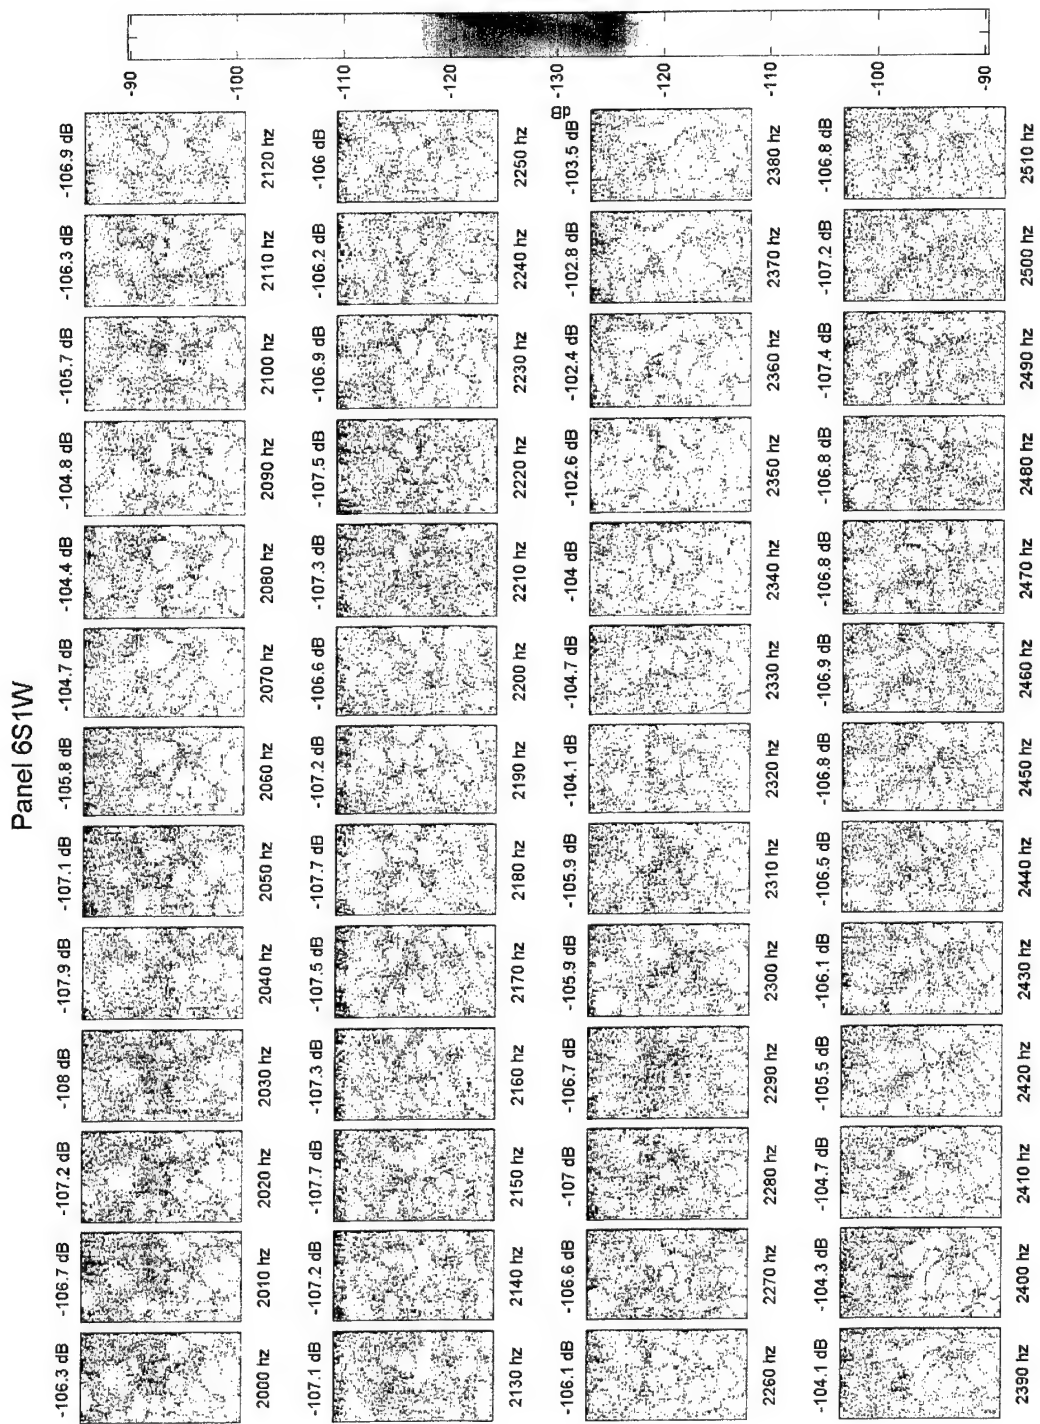 Panel 6S1W
-106.3 dB -106.7 dB -107.2 dB -108 dB -107.9 dB -107.1 dB -105.8 dB -104.7 dB -104.4 dB -104.8 dB -105.7 dB -106.3 dB -106.9 dB
2000 hz 2010 hz 2020 hz 2030 hz 2040 hz 2050 hz 2060 hz 2070 hz 2080 hz 2090 hz 2100 hz 2110 hz 2120 hz
-107.1 dB -107.2 dB -107.7 dB -107.3 dB -107.5 dB -107.7 dB -107.2 dB -106.6 dB -107.3 dB -107.5 dB -106.9 dB -106.2 dB -106 dB
2130 hz 2140 hz 2150 hz 2160 hz 2170 hz 2180 hz 2190 hz 2200 hz 2210 hz 2220 hz 2230 hz 2240 hz 2250 hz
-106.1 dB -106.6 dB -107 dB -106.7 dB -105.9 dB -105.9 dB -104.1 dB -104.7 dB -104 dB -102.6 dB -102.4 dB -102.8 dB -103.5 dB
2260 hz 2270 hz 2280 hz 2290 hz 2300 hz 2310 hz 2320 hz 2330 hz 2340 hz 2350 hz 2360 hz 2370 hz 2380 hz
-104.1 dB -104.3 dB -104.7 dB -105.5 dB -106.1 dB -106.5 dB -106.8 dB -106.9 dB -106.8 dB -106.8 dB -107.4 dB -107.2 dB -106.8 dB
2390 hz 2400 hz 2410 hz 2420 hz 2430 hz 2440 hz 2450 hz 2460 hz 2470 hz 2480 hz 2490 hz 2500 hz 2510 hz
-90
-100
-110
-120
-130
-120
-110
-100
-90
dB